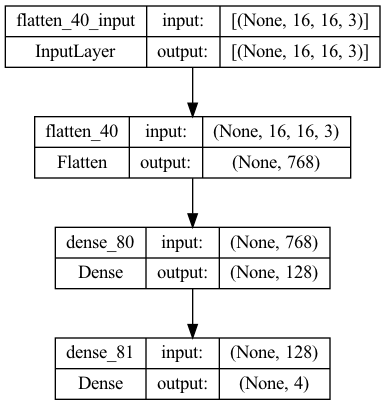 flatten_40_input input: [(None, 16, 16, 3)]
InputLayer output: [(None, 16, 16, 3)]
flatten_40 input: (None, 16, 16, 3)
Flatten output: (None, 768)
dense_80 input: (None, 768)
Dense output: (None, 128)
dense_81 input: (None, 128)
Dense output: (None, 4)